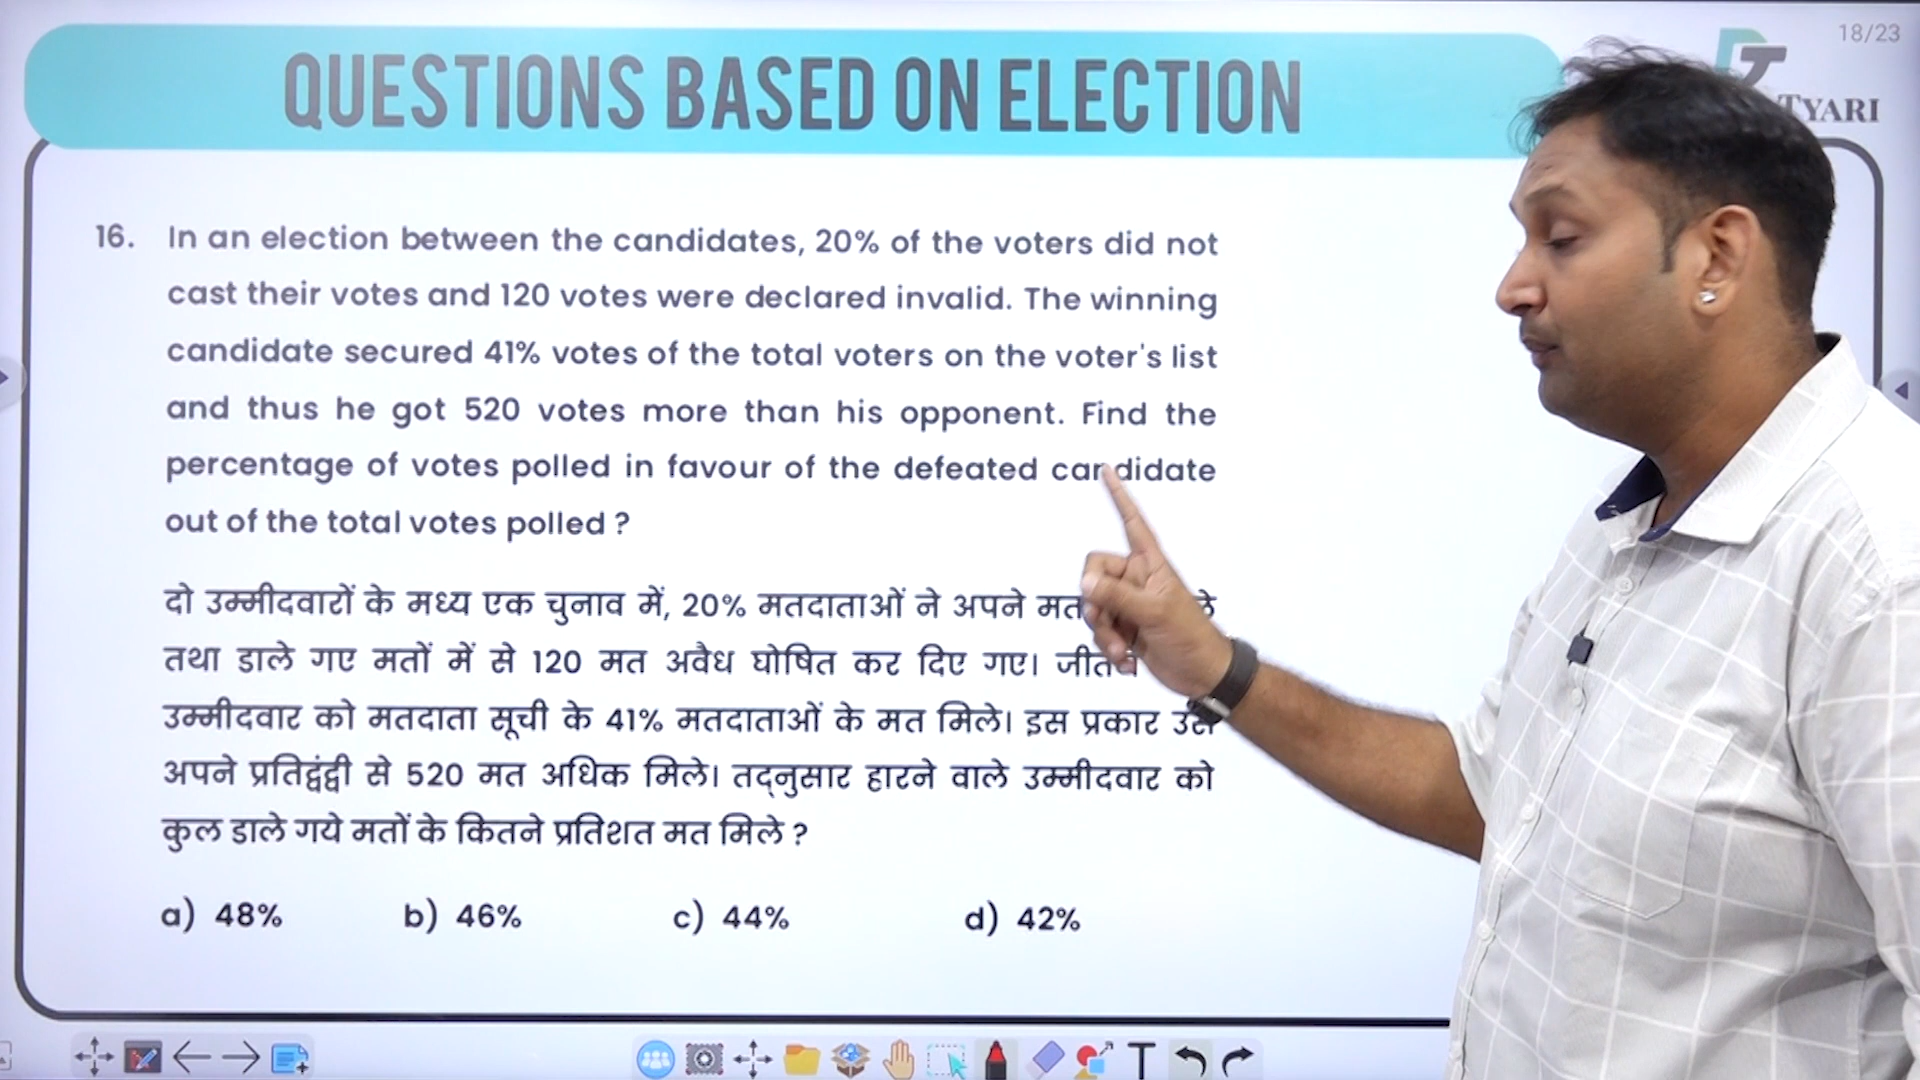 18/23
QUESTIONS BASED ON ELECTION
TYARI
16. In an election between the candidates, 20% of the voters did not
cast their votes and 120 votes were declared invalid. The winning
candidate secured 41% votes of the total voters on the voter's list
and thus he got 520 votes more than his opponent. Find the
percentage of votes polled in favour of the defeated candidate
out of the total votes polled ?
दो उम्मीदवारों के मध्य एक चुनाव में, 20% मतदाताओं ने अपने मत
तथा डाले गए मतों में से 120 मत अवैध घोषित कर दिए गए।
उम्मीदवार को मतदाता सूची के 41% मतदाताओं के मत मिले। इस प्रकार
अपने प्रतिद्वंद्वी से 520 मत अधिक मिले। तद्नुसार हारने वाले उम्मीदवार को
कुल डाले गये मतों के कितने प्रतिशत मत मिले ?
a) 48% b) 46% c) 44% d) 42%